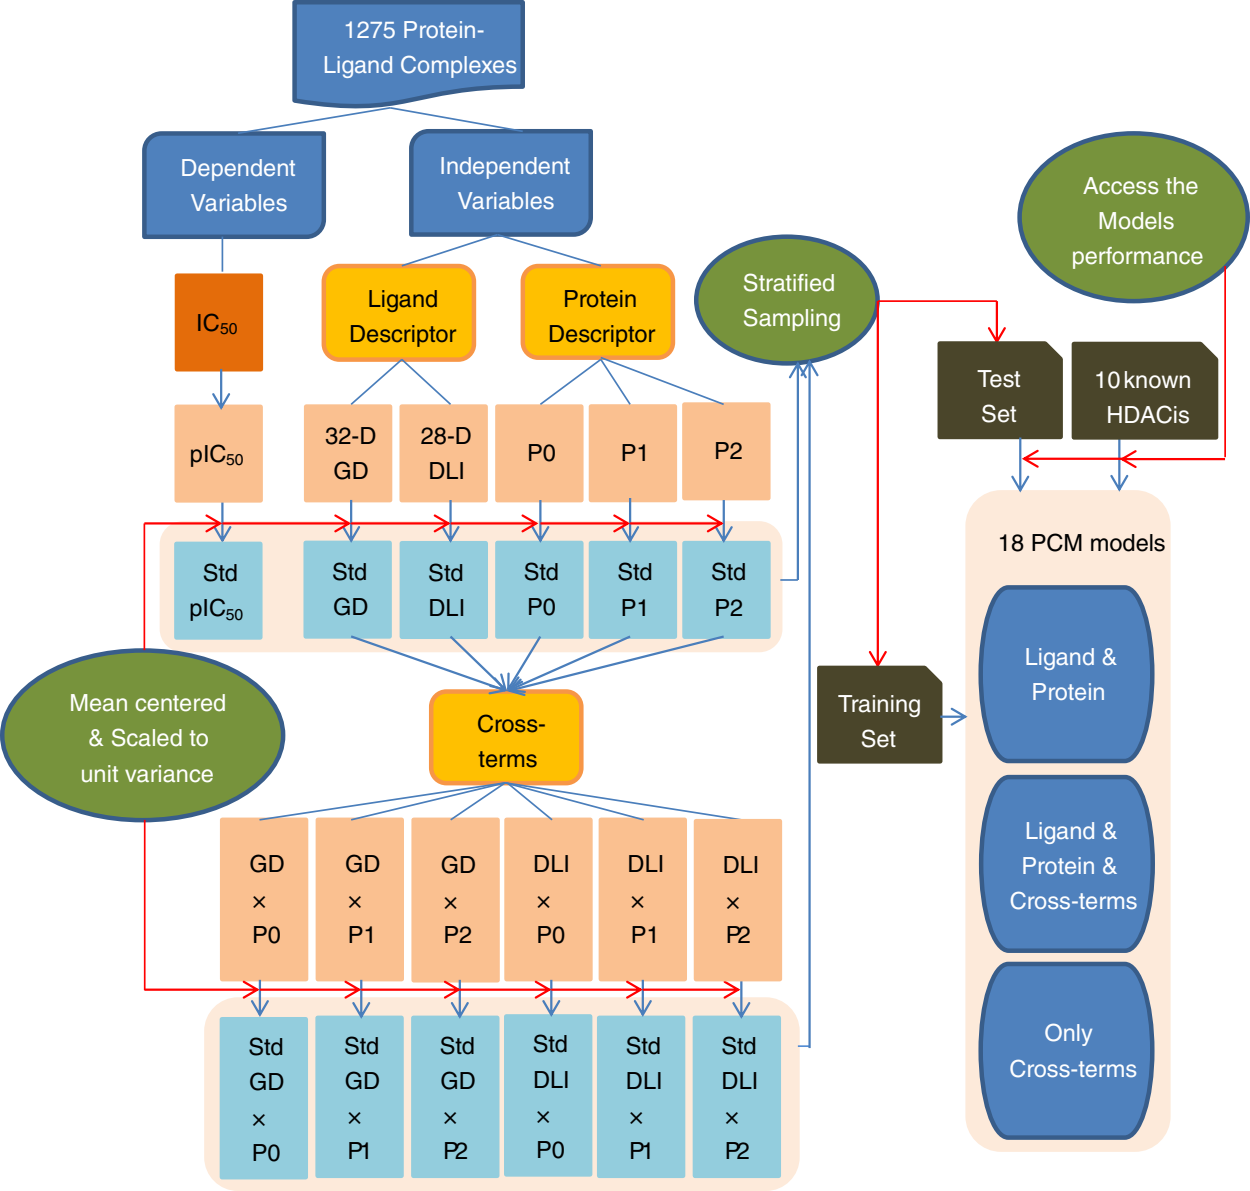 1275 Protein-
Ligand Complexes
Dependent
Variables
Independent
Variables
Access the
Models
performance
IC50
Ligand
Descriptor
Protein
Descriptor
Stratified
Sampling
Test
Set
10 known
HDACis
pIC50
32-D
GD
28-D
DLI
P0
P1
P2
Std
pIC50
Std
GD
Std
DLI
Std
P0
Std
P1
Std
P2
18 PCM models
Ligand &
Protein
Ligand &
Protein &
Cross-terms
Only
Cross-terms
Mean centered
& Scaled to
unit variance
Cross-
terms
Training
Set
GD
×
P0
GD
×
P1
GD
×
P2
DLI
×
P0
DLI
×
P1
DLI
×
P2
Std
GD
×
P0
Std
GD
×
P1
Std
GD
×
P2
Std
DLI
×
P0
Std
DLI
×
P1
Std
DLI
×
P2